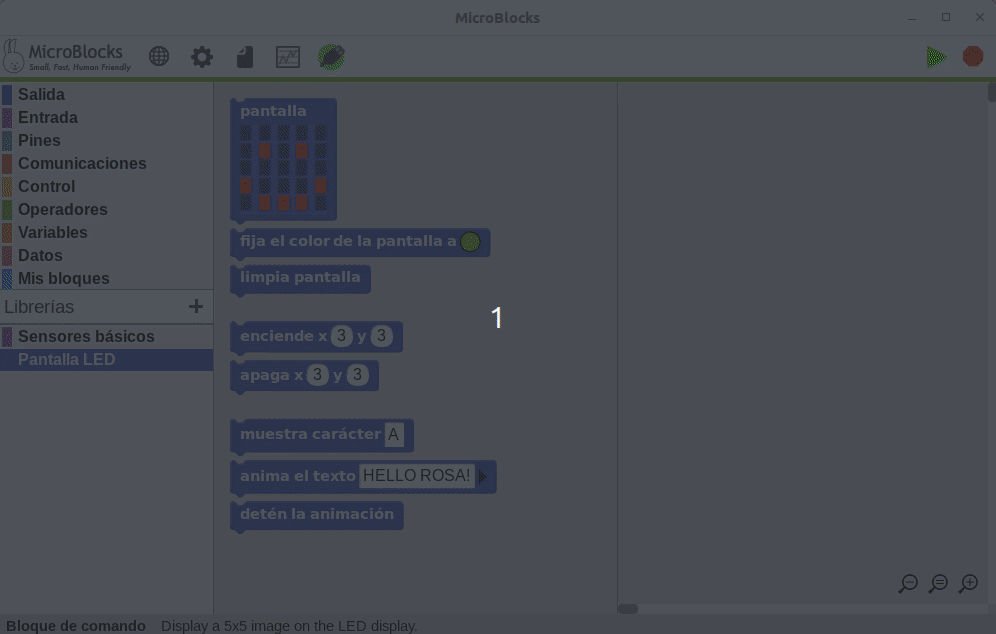 MicroBlocks
MicroBlocks
Small, Fast, Human Friendly
Salida
Entrada
Pines
Comunicaciones
Control
Operadores
Variables
Datos
Mis bloques
Librerías +
Sensores básicos
Pantalla LED
pantalla
fija el color de la pantalla a
limpia pantalla
enciende x 3 y 3
apaga x 3 y 3
muestra carácter A
anima el texto HELLO ROSA!
detén la animación
1
Bloque de comando Display a 5x5 image on the LED display.